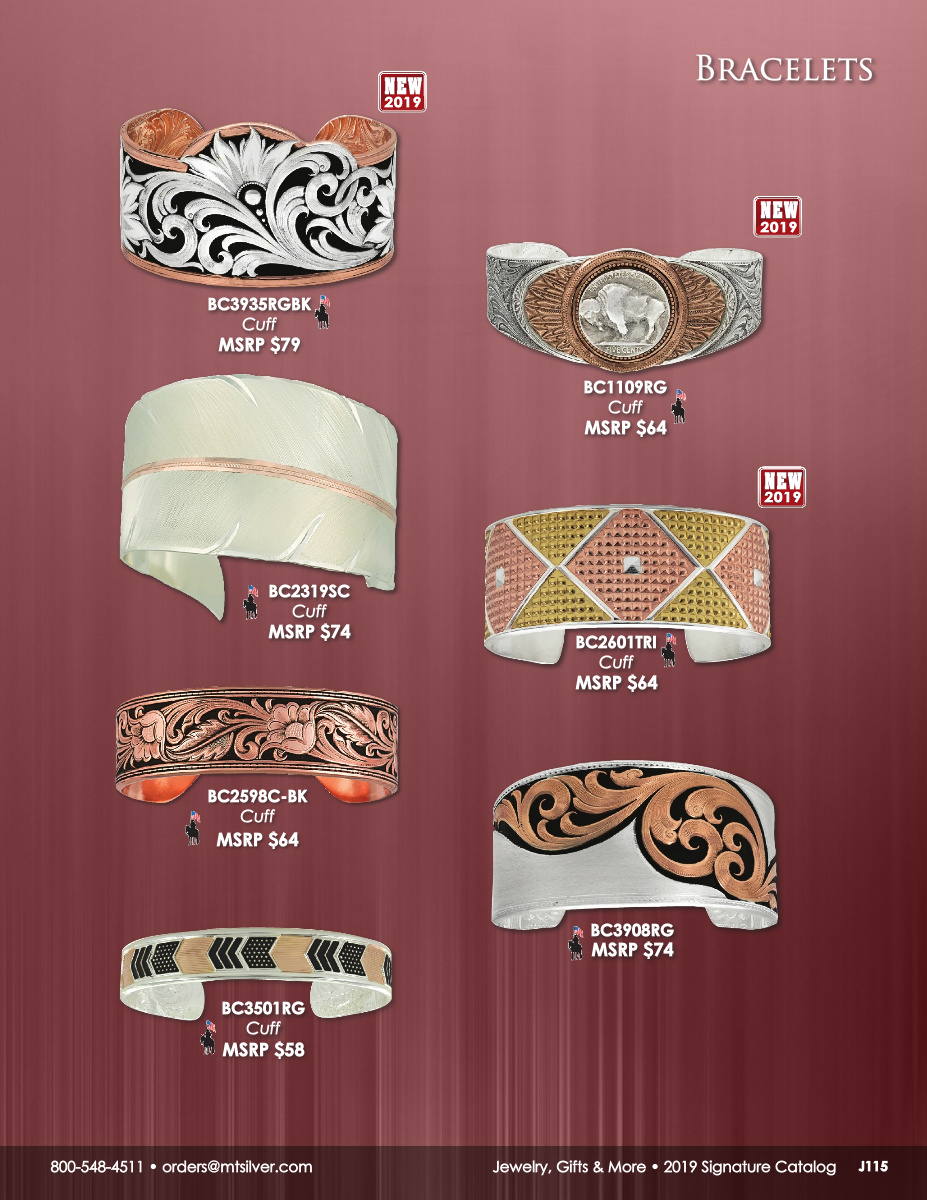 BRACELETS
NEW
2019
BC3935RGBK
Cuff
MSRP $79
NEW
2019
FIVE CENTS
BC1109RG
Cuff
MSRP $64
BC2319SC
Cuff
MSRP $74
NEW
2019
BC2601TRI
Cuff
MSRP $64
BC2598C-BK
Cuff
MSRP $64
BC3908RG
MSRP $74
BC3501RG
Cuff
MSRP $58
800-548-4511 • orders@mtsilver.com
Jewelry, Gifts & More • 2019 Signature Catalog J115